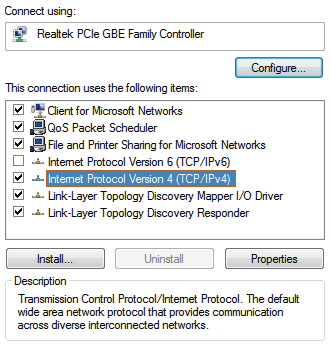 Connect using:
Realtek PCIe GBE Family Controller
Configure...
This connection uses the following items:
Client for Microsoft Networks
QoS Packet Scheduler
File and Printer Sharing for Microsoft Networks
Internet Protocol Version 6 (TCP/IPv6)
Internet Protocol Version 4 (TCP/IPv4)
Link-Layer Topology Discovery Mapper I/O Driver
Link-Layer Topology Discovery Responder
Install... Uninstall Properties
Description
Transmission Control Protocol/Internet Protocol. The default
wide area network protocol that provides communication
across diverse interconnected networks.